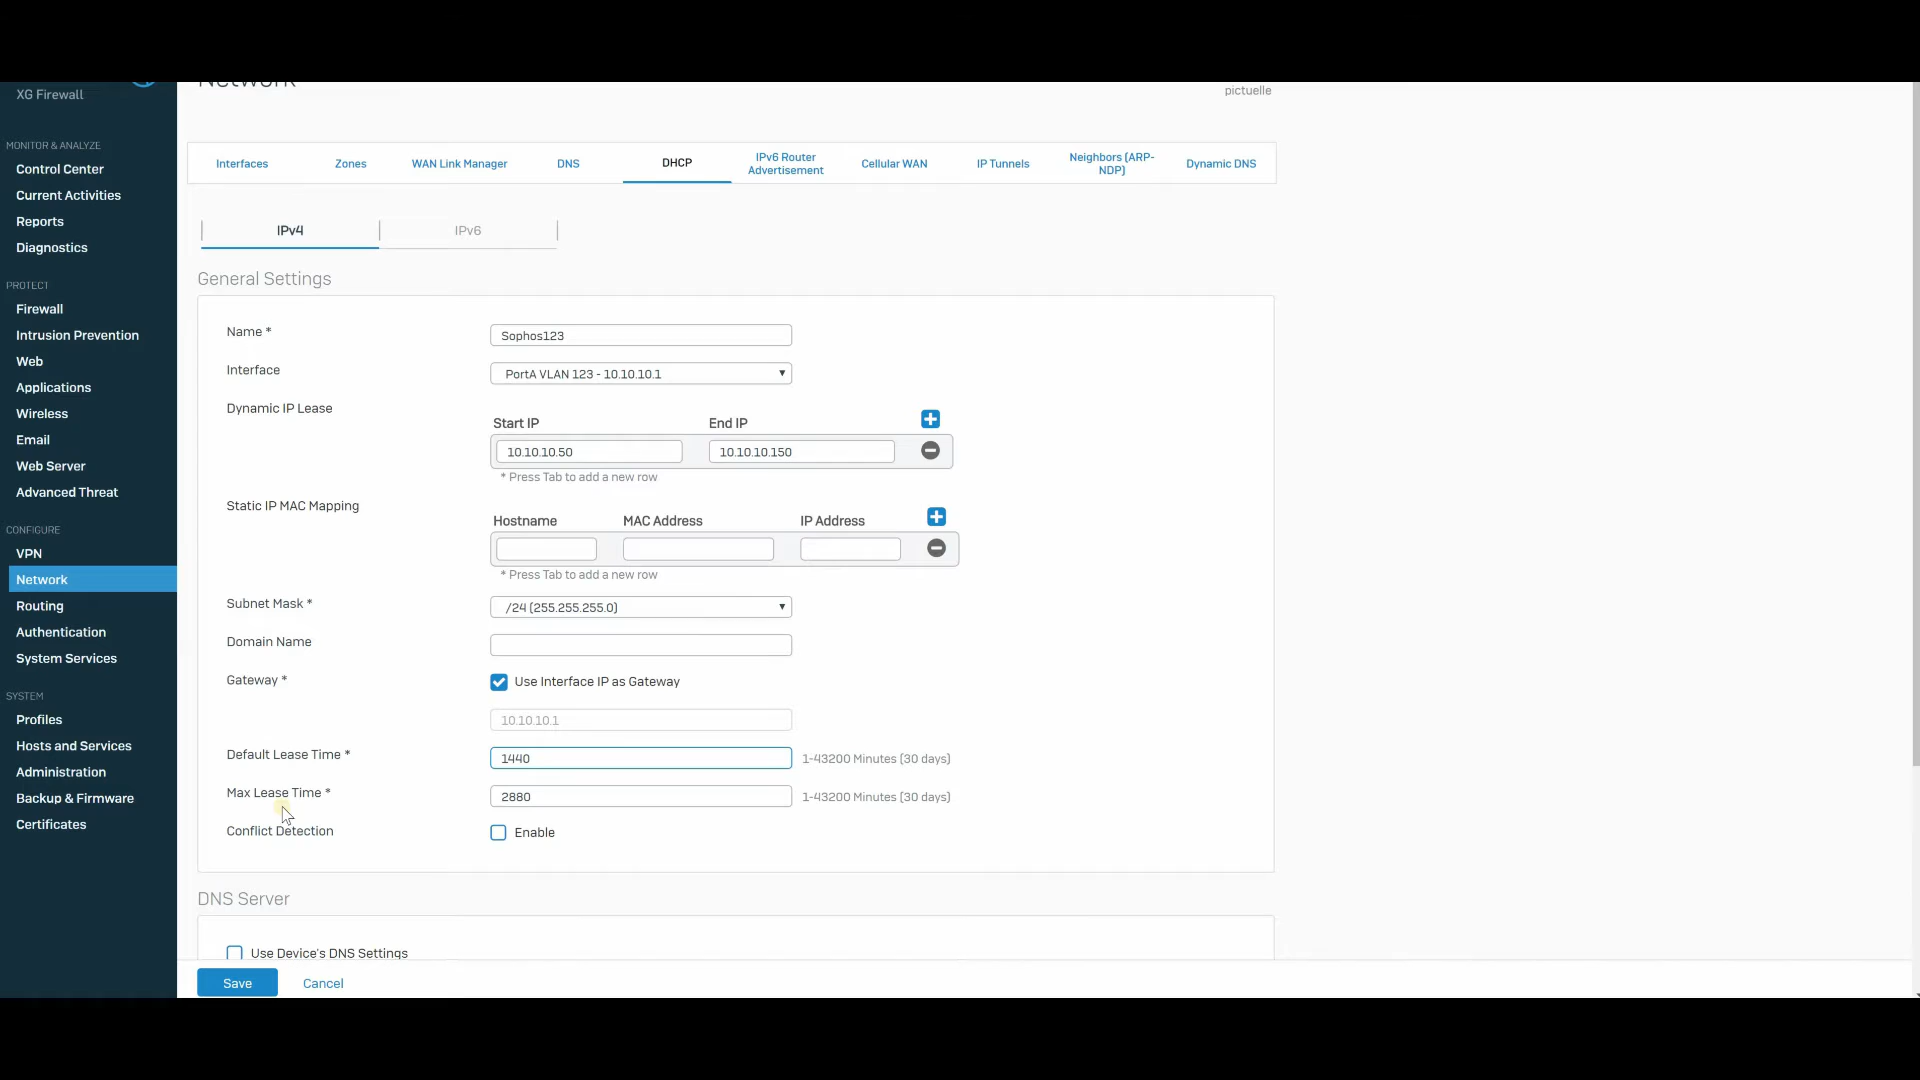 Network
XG Firewall
pictuelle
MONITOR & ANALYZE
Control Center
Current Activities
Reports
Diagnostics
PROTECT
Firewall
Intrusion Prevention
Web
Applications
Wireless
Email
Web Server
Advanced Threat
CONFIGURE
VPN
Network
Routing
Authentication
System Services
SYSTEM
Profiles
Hosts and Services
Administration
Backup & Firmware
Certificates
Interfaces
Zones
WAN Link Manager
DNS
DHCP
IPv6 Router
Advertisement
Cellular WAN
IP Tunnels
Neighbors (ARP-
NDP)
Dynamic DNS
IPv4
IPv6
General Settings
Name *
Sophos123
Interface
PortA VLAN 123 - 10.10.10.1
Dynamic IP Lease
Start IP
End IP
10.10.10.50
10.10.10.150
* Press Tab to add a new row
Static IP MAC Mapping
Hostname
MAC Address
IP Address
* Press Tab to add a new row
Subnet Mask *
/24 (255.255.255.0)
Domain Name
Gateway *
Use Interface IP as Gateway
10.10.10.1
Default Lease Time *
1440
1-43200 Minutes (30 days)
Max Lease Time *
2880
1-43200 Minutes (30 days)
Conflict Detection
Enable
DNS Server
Use Device's DNS Settings
Save
Cancel